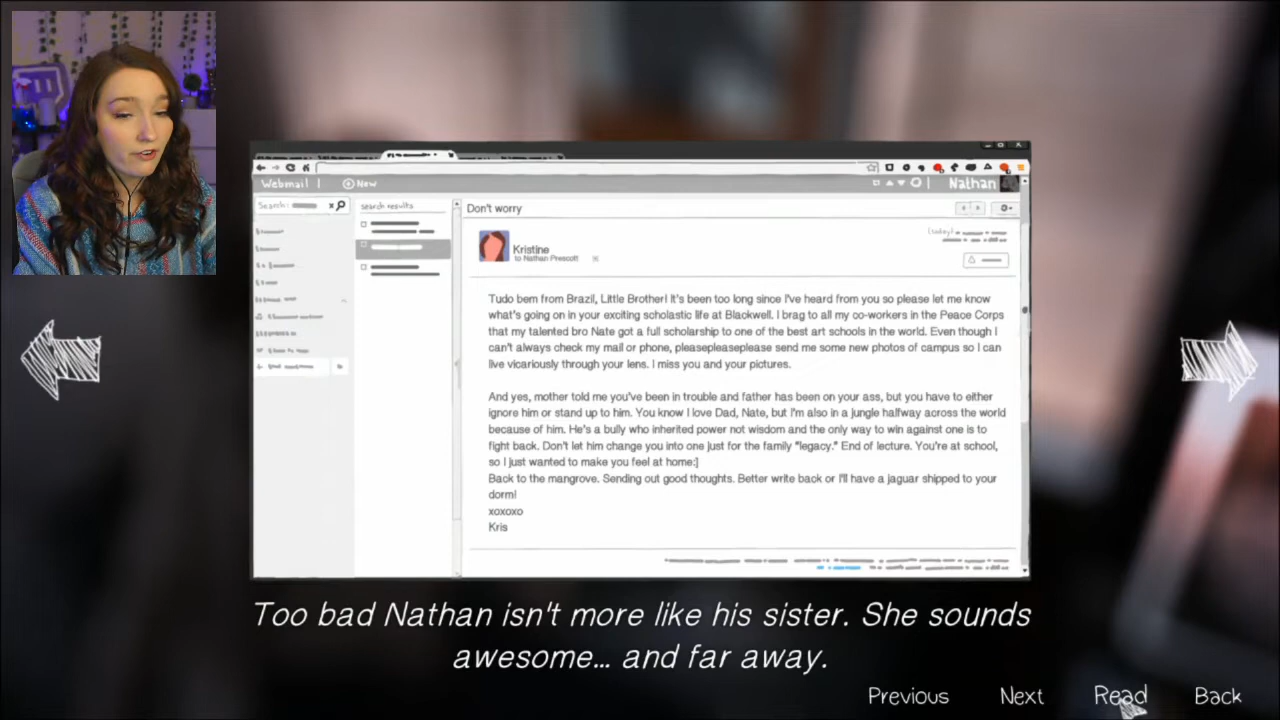 Webmail | New
Nathan
Search:
search results
Don't worry
(today)
Kristine
to Nathan Prescott
Tudo bem from Brazil, Little Brother! It's been too long since I've heard from you so please let me know
what's going on in your exciting scholastic life at Blackwell. I brag to all my co-workers in the Peace Corps
that my talented bro Nate got a full scholarship to one of the best art schools in the world. Even though I
can't always check my mail or phone, pleasepleaseplease send me some new photos of campus so I can
live vicariously through your lens. I miss you and your pictures.
And yes, mother told me you've been in trouble and father has been on your ass, but you have to either
ignore him or stand up to him. You know I love Dad, Nate, but I'm also in a jungle halfway across the world
because of him. He's a bully who inherited power not wisdom and the only way to win against one is to
fight back. Don't let him change you into one just for the family "legacy." End of lecture. You're at school,
so I just wanted to make you feel at home:]
Back to the mangrove. Sending out good thoughts. Better write back or I'll have a jaguar shipped to your
dorm!
xoxoxo
Kris
Too bad Nathan isn't more like his sister. She sounds
awesome... and far away.
Previous Next Read Back